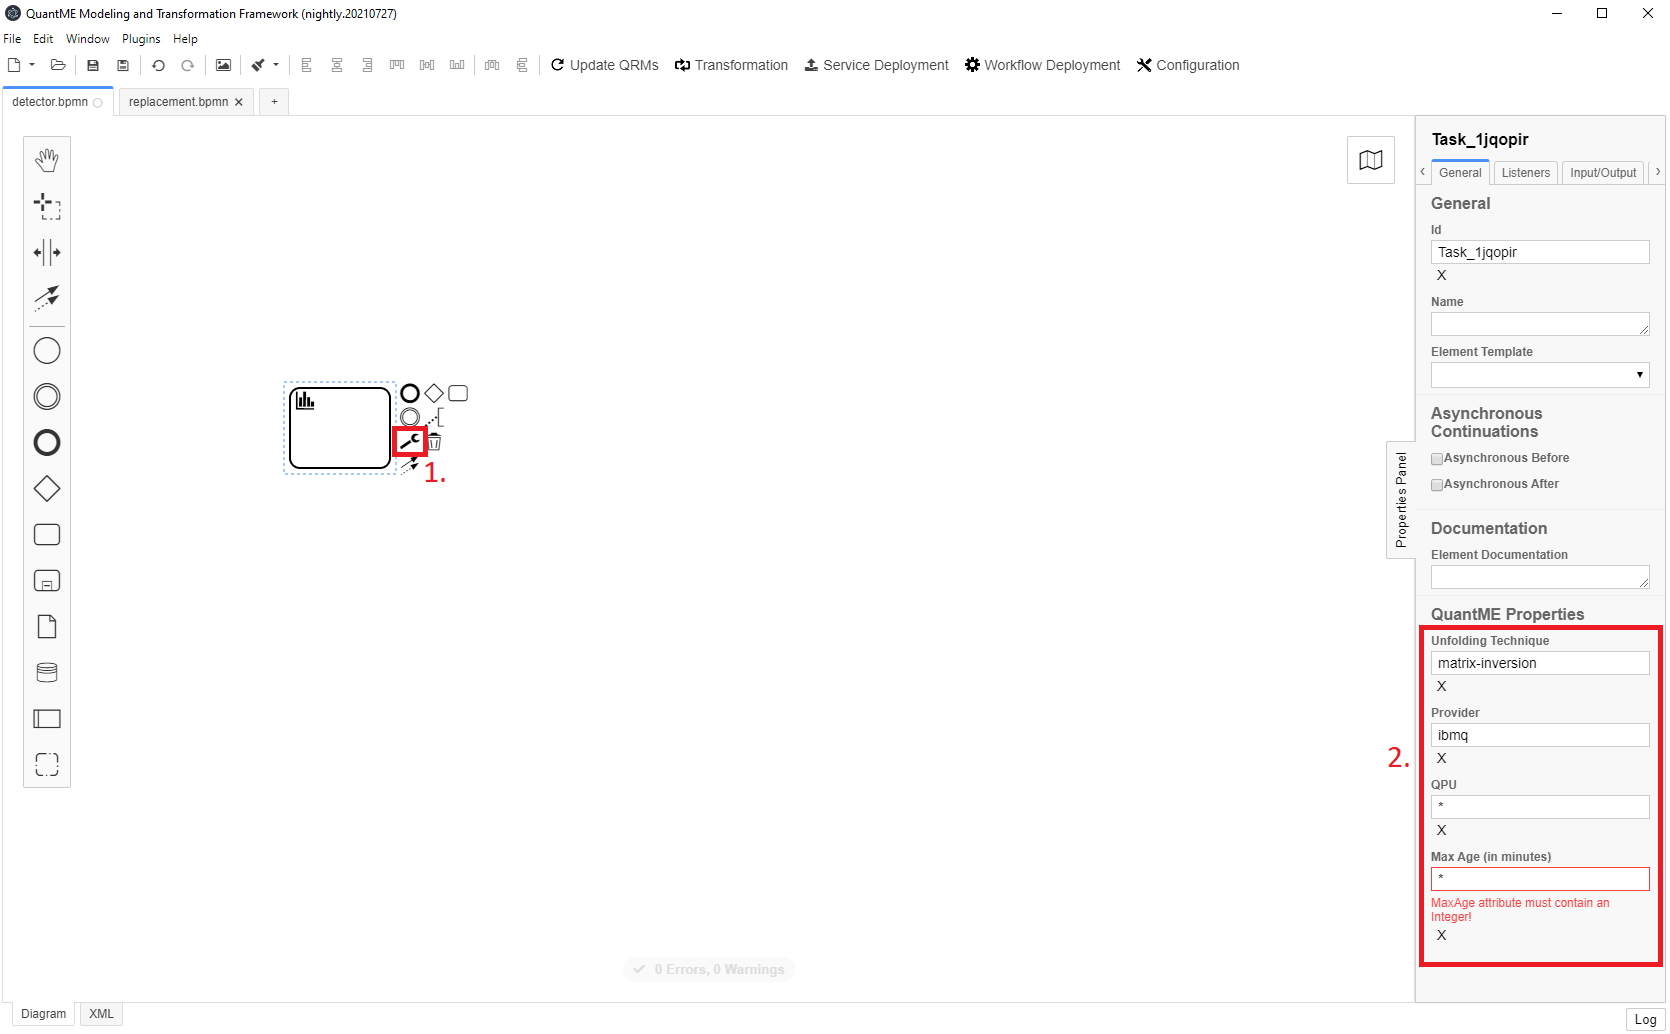 QuantME Modeling and Transformation Framework (nightly.20210727)
File Edit Window Plugins Help
Update QRMs Transformation Service Deployment Workflow Deployment Configuration
detector.bpmn replacement.bpmn × +
Task_1jqopir
General Listeners Input/Output
General
Id
Task_1jqopir
X
Name
Element Template
Asynchronous
Continuations
Asynchronous Before
Asynchronous After
Documentation
Element Documentation
QuantME Properties
Unfolding Technique
matrix-inversion
X
Provider
ibmq
X
QPU
*
X
Max Age (in minutes)
*
MaxAge attribute must contain an
Integer!
X
Properties Panel
1.
2.
0 Errors, 0 Warnings
Diagram XML
Log